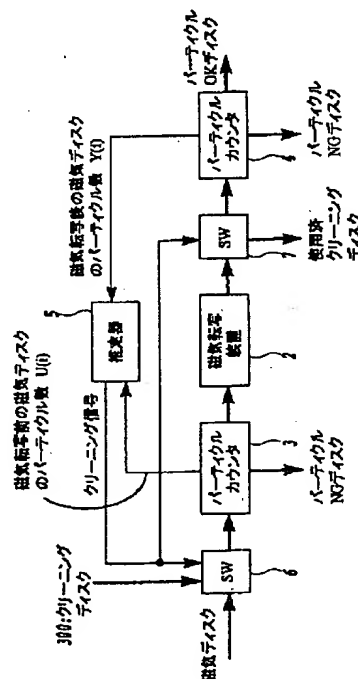 磁気転写前の磁気ディスク
のパーティクル数 U(i)
磁気転写後の磁気ディスク
のパーティクル数 Y(i)
5
推定器
クリーニング信号
300:クリーニング
ディスク
磁気ディスク
SW
6
パーティクル
カウンタ
3
パーティクル
NGディスク
磁気転写
装置
2
SW
7
使用済
クリーニング
ディスク
パーティクル
カウンタ
4
パーティクル
NGディスク
パーティクル
OKディスク